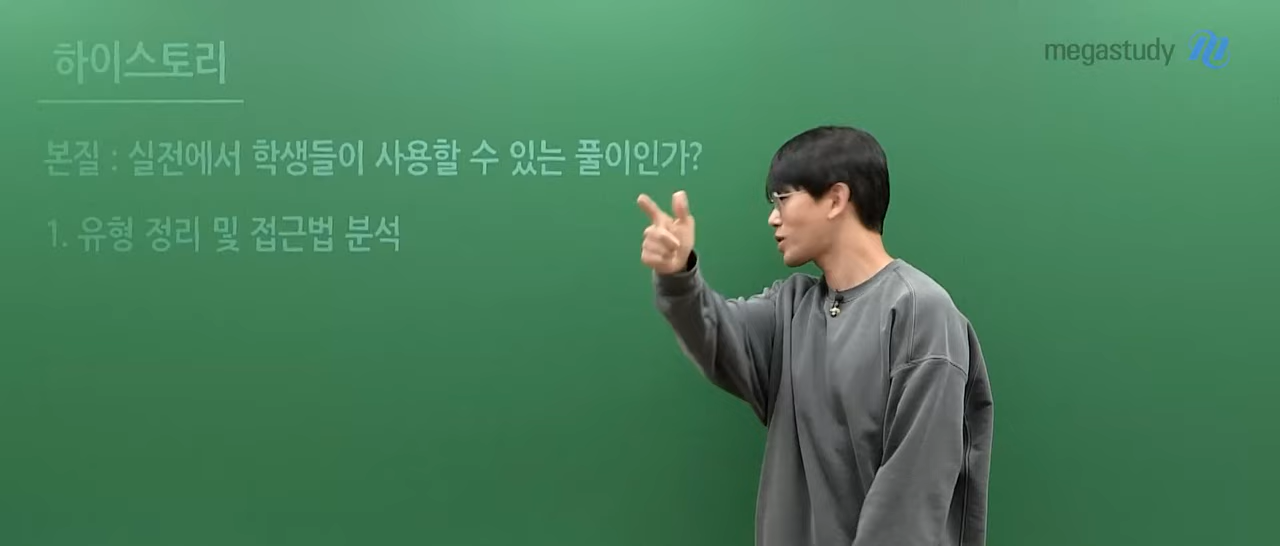 하이스토리
megastudy
본질 : 실전에서 학생들이 사용할 수 있는 풀이인가?
1. 유형 정리 및 접근법 분석